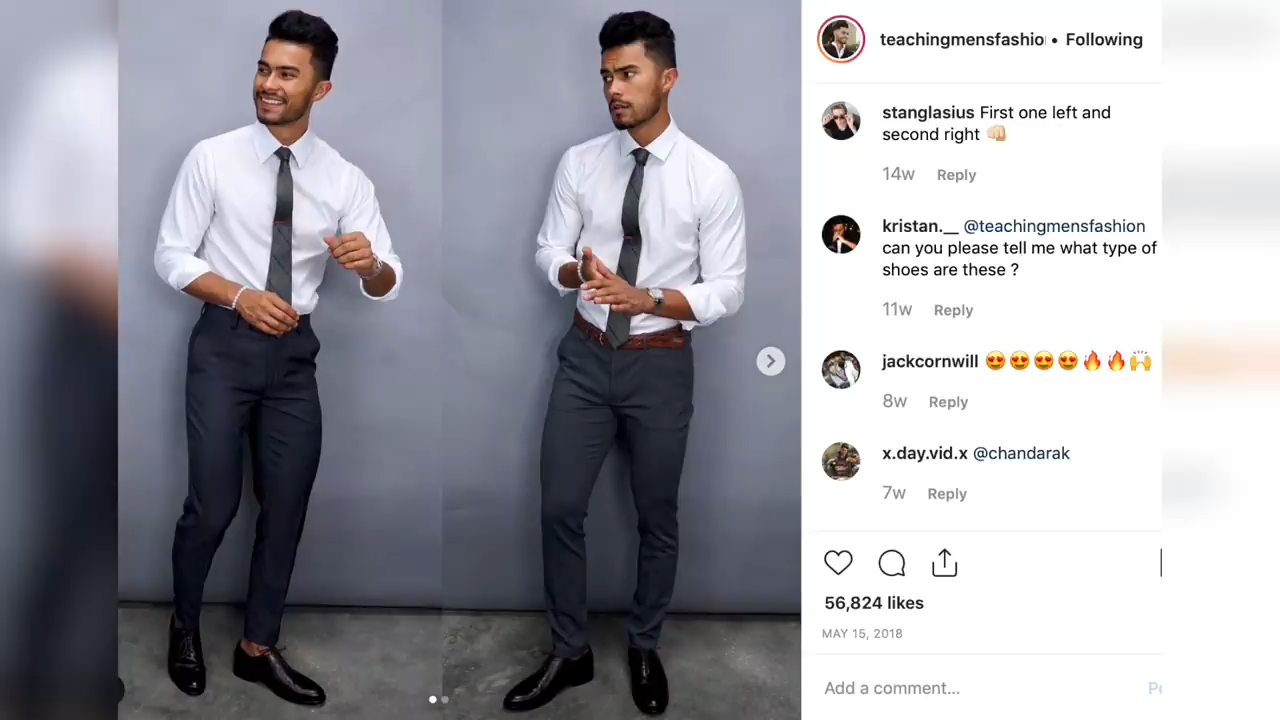 teachingmensfashio • Following
stanglasius First one left and
second right 👊🏻
14w Reply
kristan.__ @teachingmensfashion
can you please tell me what type of
shoes are these ?
11w Reply
jackcornwill 😍😍😍😍🔥🔥🙌
8w Reply
x.day.vid.x @chandarak
7w Reply
56,824 likes
MAY 15, 2018
Add a comment...